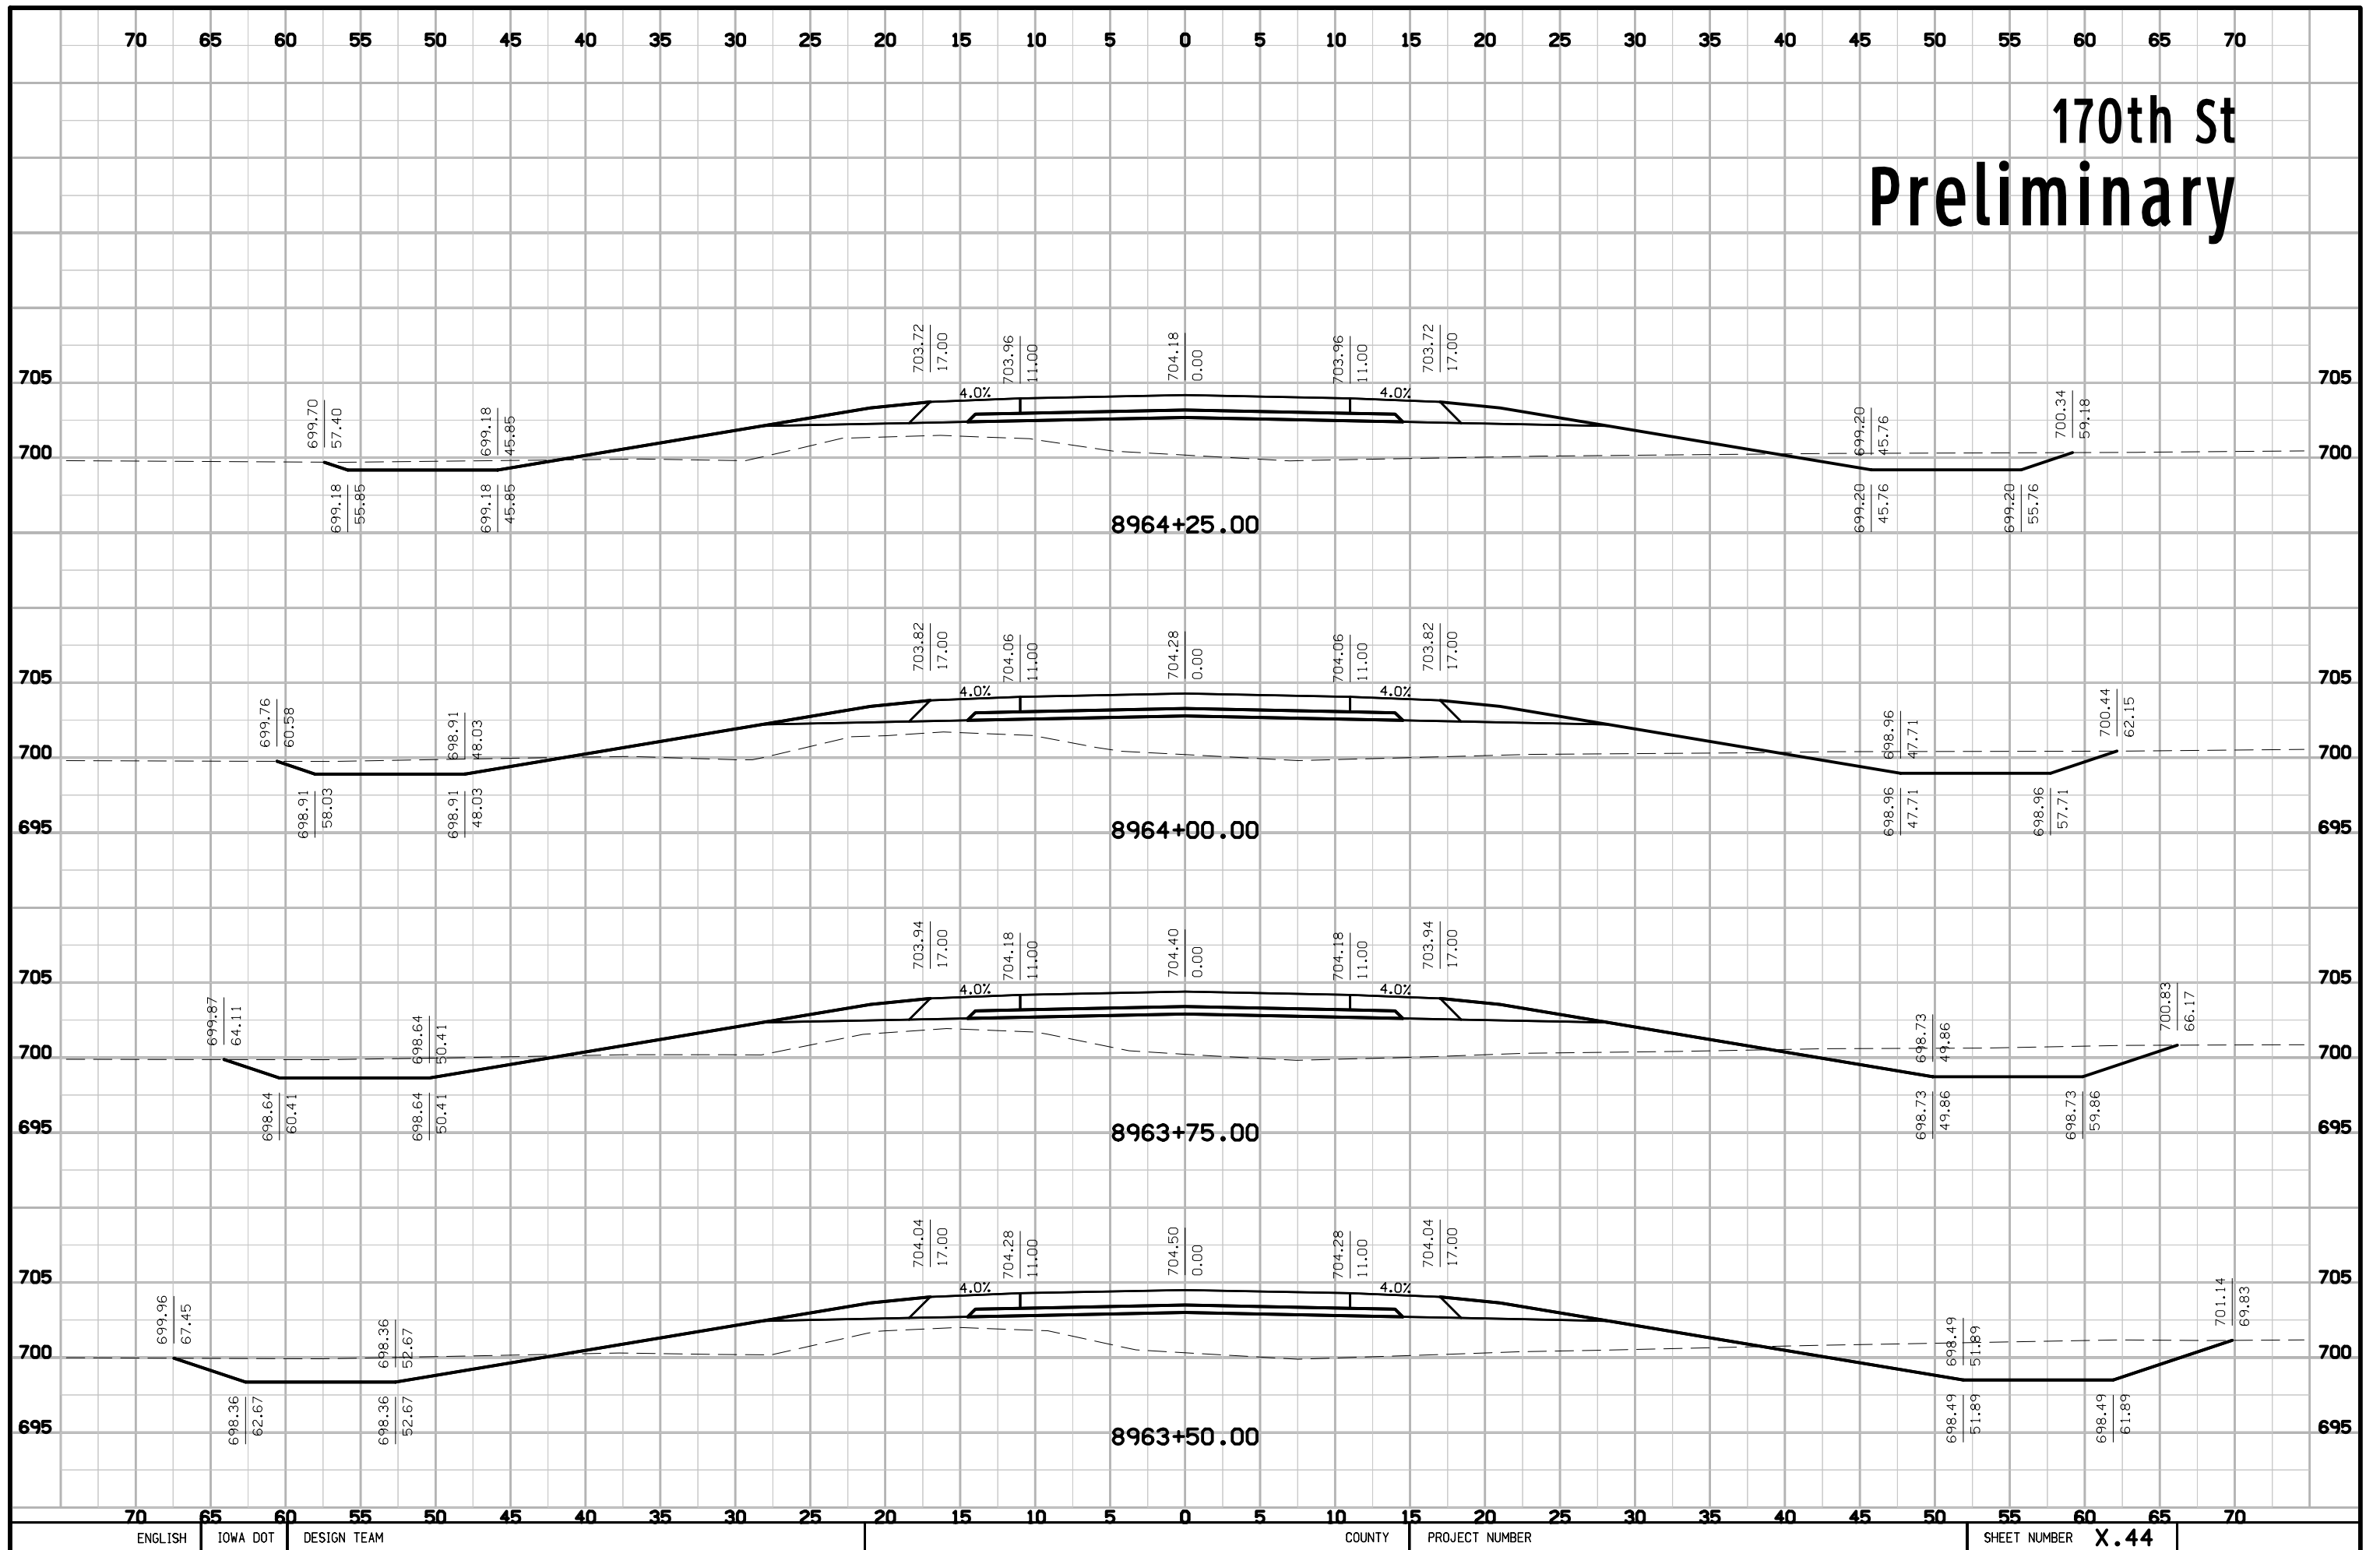 70 65 60 55 50 45 40 35 30 25 20 15 10 5 0 5 10 15 20 25 30 35 40 45 50 55 60 65 70
170th St
Preliminary
703.72 17.00 703.96 11.00 704.18 0.00 703.96 11.00 703.72 17.00
705 4.0% 4.0% 705
699.70 57.40 699.18 45.85 699.20 45.76 700.34 59.18
700 700
699.18 55.85 699.18 45.85 699.20 45.76 699.20 55.76
8964+25.00
703.82 17.00 704.06 11.00 704.28 0.00 704.06 11.00 703.82 17.00
705 4.0% 4.0% 705
699.76 60.58 698.91 48.03 698.96 47.71 700.44 62.15
700 700
698.91 58.03 698.91 48.03 698.96 47.71 698.96 57.71
695 8964+00.00 695
703.94 17.00 704.18 11.00 704.40 0.00 704.18 11.00 703.94 17.00
705 4.0% 4.0% 705
699.87 64.11 698.64 50.41 698.73 49.86 700.83 66.17
700 700
698.64 60.41 698.64 50.41 698.73 49.86 698.73 59.86
695 8963+75.00 695
704.04 17.00 704.28 11.00 704.50 0.00 704.28 11.00 704.04 17.00
705 4.0% 4.0% 705
699.96 67.45 698.36 52.67 698.49 51.89 701.14 69.83
700 700
698.36 62.67 698.36 52.67 698.49 51.89 698.49 61.89
695 8963+50.00 695
70 65 60 55 50 45 40 35 30 25 20 15 10 5 0 5 10 15 20 25 30 35 40 45 50 55 60 65 70
ENGLISH IOWA DOT DESIGN TEAM COUNTY PROJECT NUMBER SHEET NUMBER X.44